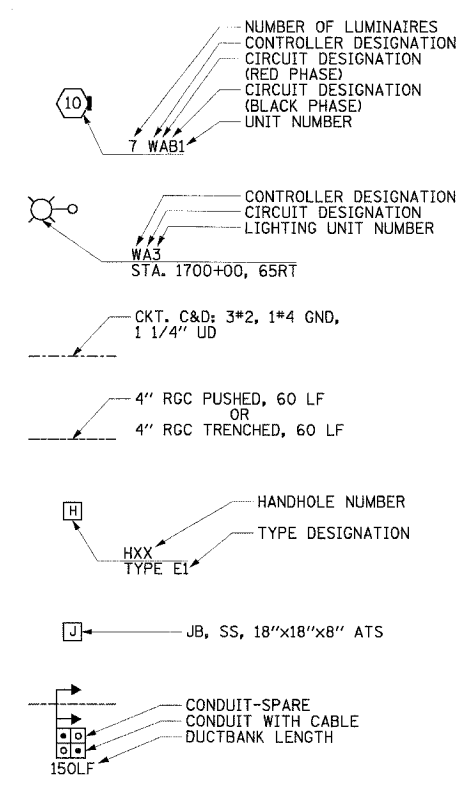 NUMBER OF LUMINAIRES
CONTROLLER DESIGNATION
CIRCUIT DESIGNATION
(RED PHASE)
CIRCUIT DESIGNATION
(BLACK PHASE)
UNIT NUMBER
10
7 WAB1
CONTROLLER DESIGNATION
CIRCUIT DESIGNATION
LIGHTING UNIT NUMBER
WA3
STA. 1700+00, 65RT
CKT. C&D: 3#2, 1#4 GND,
1 1/4" UD
4" RGC PUSHED, 60 LF
OR
4" RGC TRENCHED, 60 LF
H
HANDHOLE NUMBER
TYPE DESIGNATION
HXX
TYPE E1
J
JB, SS, 18"x18"x8" ATS
CONDUIT-SPARE
CONDUIT WITH CABLE
DUCTBANK LENGTH
150LF